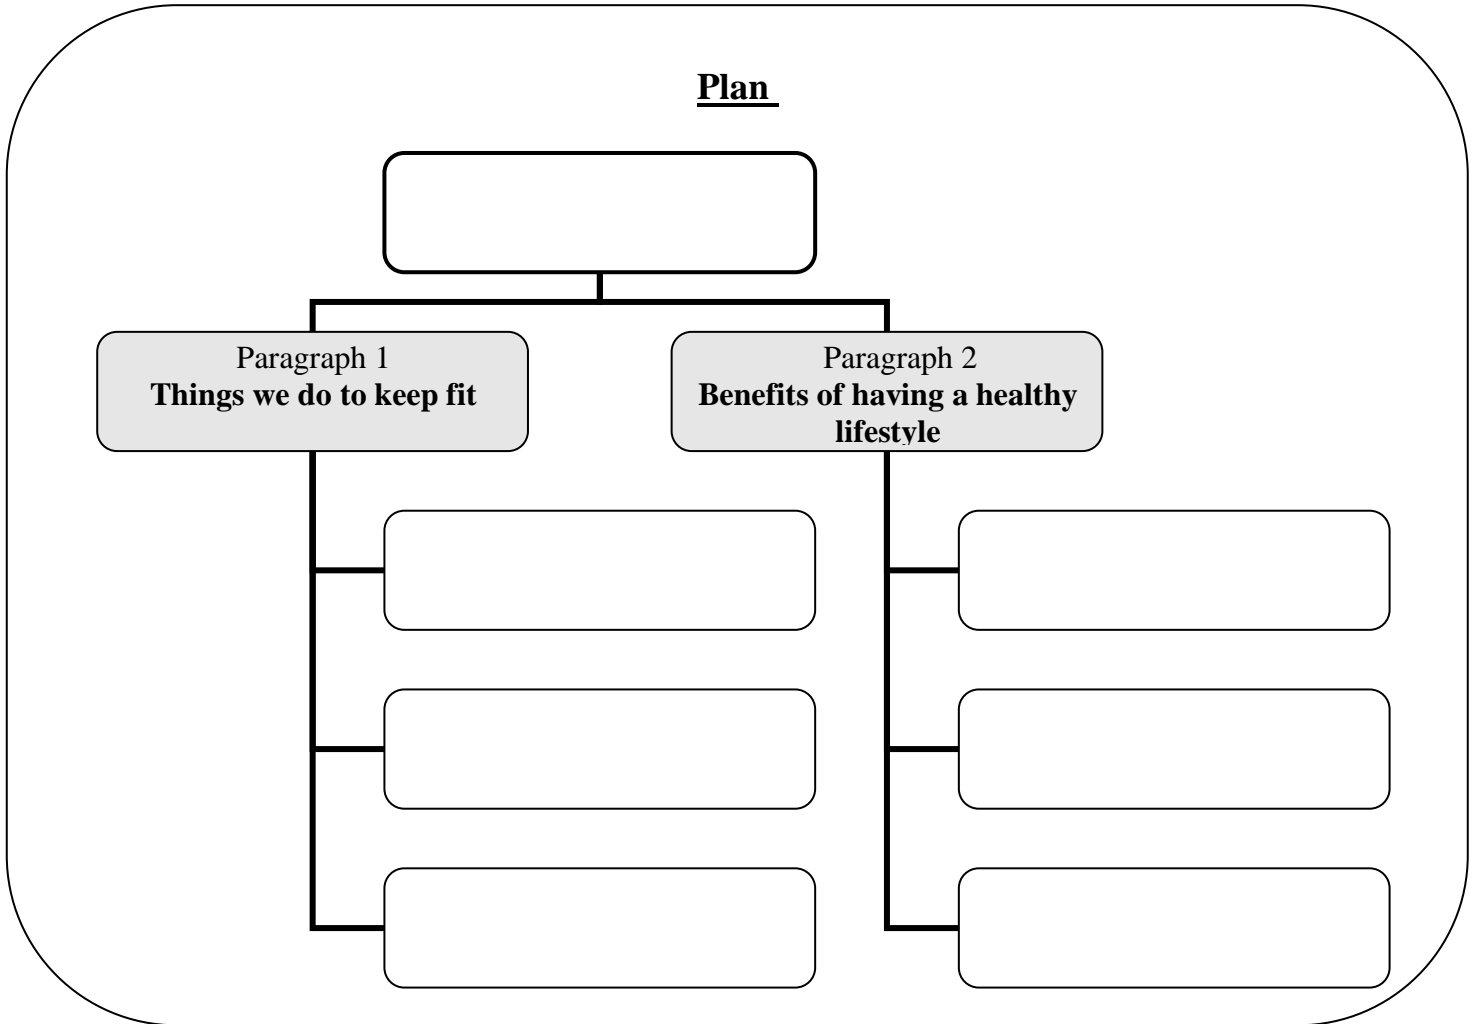 Plan
Paragraph 1
Things we do to keep fit
Paragraph 2
Benefits of having a healthy
lifestyle